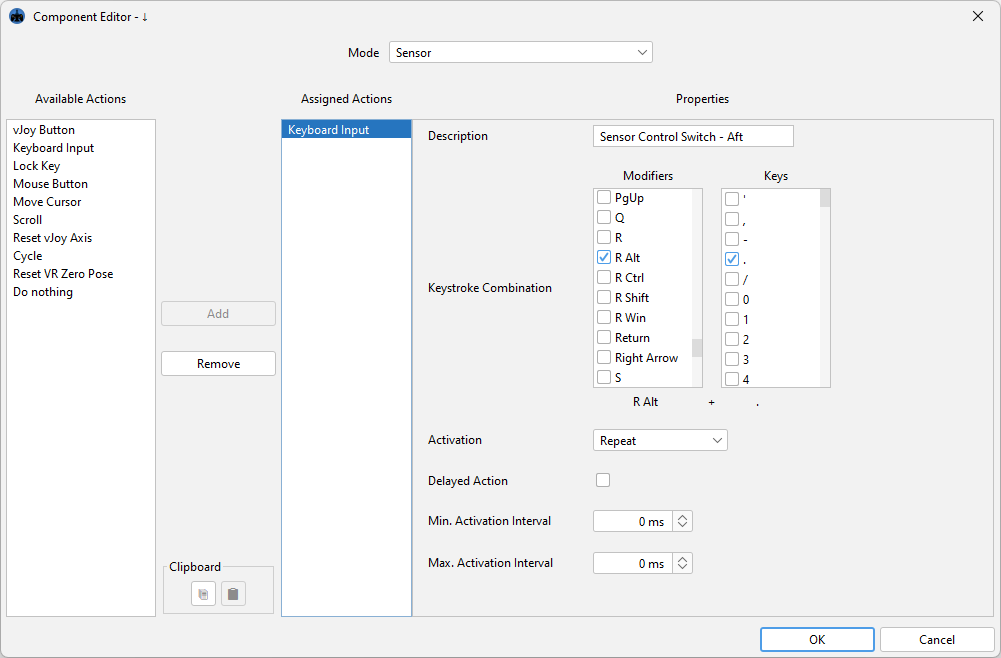 Component Editor - ↓
Mode
Sensor
Available Actions
Assigned Actions
Properties
vJoy Button
Keyboard Input
Lock Key
Mouse Button
Move Cursor
Scroll
Reset vJoy Axis
Cycle
Reset VR Zero Pose
Do nothing
Add
Remove
Clipboard
Keyboard Input
Description
Sensor Control Switch - Aft
Modifiers
Keys
Keystroke Combination
PgUp
Q
R
R Alt
R Ctrl
R Shift
R Win
Return
Right Arrow
S
'
,
-
.
/
0
1
2
3
4
R Alt + .
Activation
Repeat
Delayed Action
Min. Activation Interval
0 ms
Max. Activation Interval
0 ms
OK
Cancel